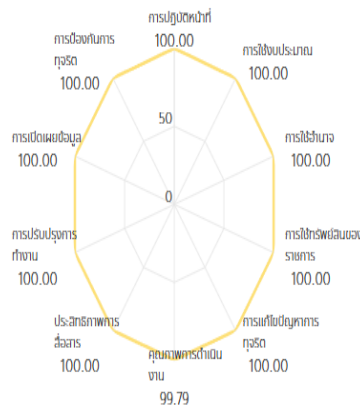 การปฏิบัติหน้าที่
100.00
การใช้งบประมาณ
100.00
การใช้อำนาจ
100.00
การใช้ทรัพย์สินของ
ราชการ
100.00
การแก้ไขปัญหาการ
ทุจริต
100.00
คุณภาพการดำเนิน
งาน
99.79
ประสิทธิภาพการ
สื่อสาร
100.00
การปรับปรุงการ
ทำงาน
100.00
การเปิดเผยข้อมูล
100.00
การป้องกันการ
ทุจริต
100.00
50
0